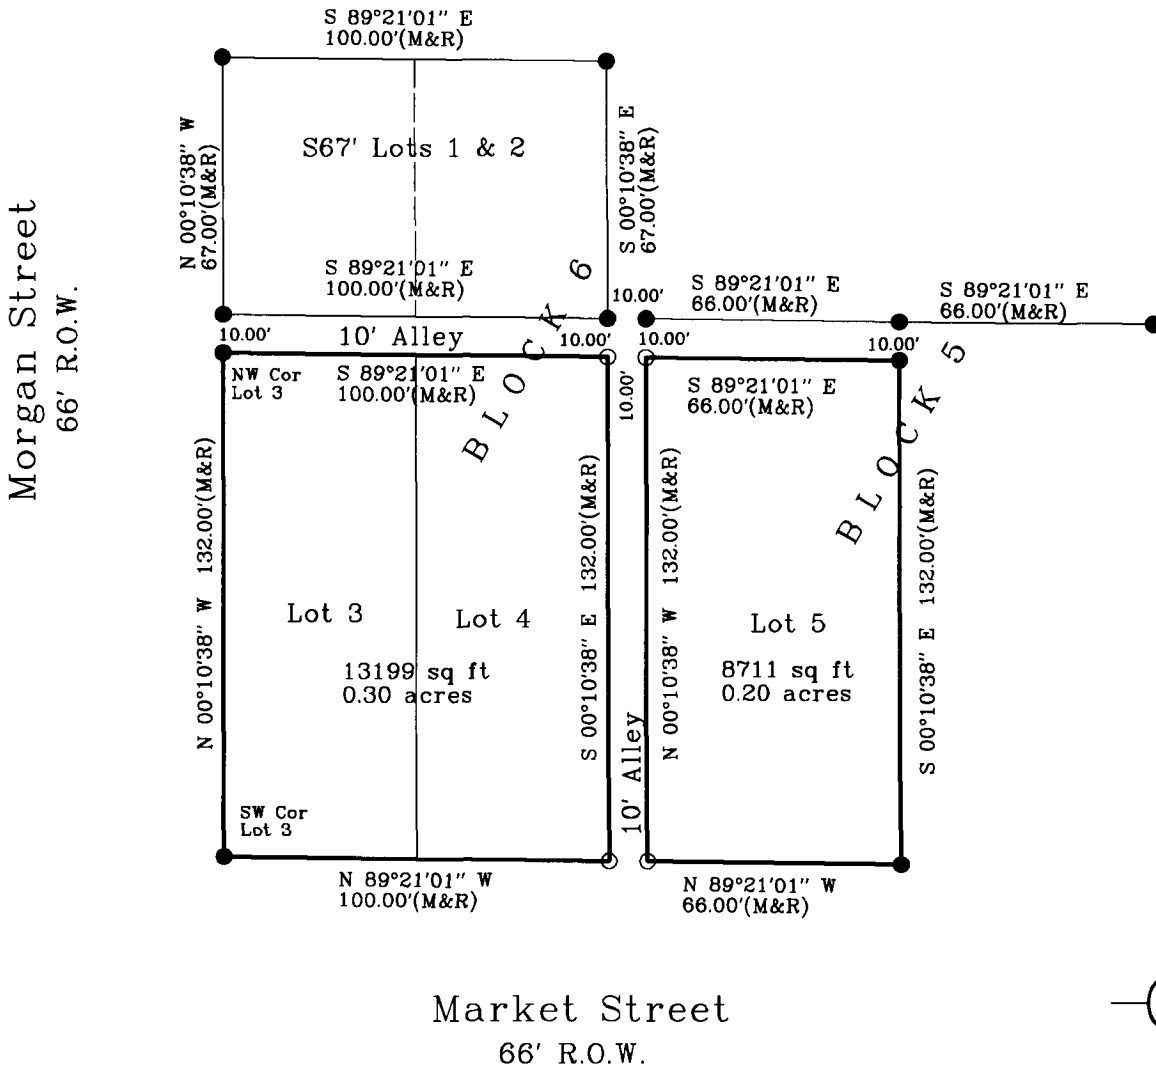 S 89°21'01" E
100.00'(M&R)
N 00°10'38" W
67.00'(M&R)
S67' Lots 1 & 2
S 00°10'38" E
67.00'(M&R)
Morgan Street
66' R.O.W.
S 89°21'01" E
100.00'(M&R)
BLOCK 6
10.00'
S 89°21'01" E
66.00'(M&R)
S 89°21'01" E
66.00'(M&R)
10.00'
10' Alley
10.00'
10.00'
10.00'
NW Cor
Lot 3
S 89°21'01" E
100.00'(M&R)
10.00'
S 89°21'01" E
66.00'(M&R)
BLOCK 5
N 00°10'38" W 132.00'(M&R)
S 00°10'38" E 132.00'(M&R)
N 00°10'38" W 132.00'(M&R)
S 00°10'38" E 132.00'(M&R)
Lot 3
Lot 4
13199 sq ft
0.30 acres
Lot 5
8711 sq ft
0.20 acres
10' Alley
SW Cor
Lot 3
N 89°21'01" W
100.00'(M&R)
N 89°21'01" W
66.00'(M&R)
Market Street
66' R.O.W.